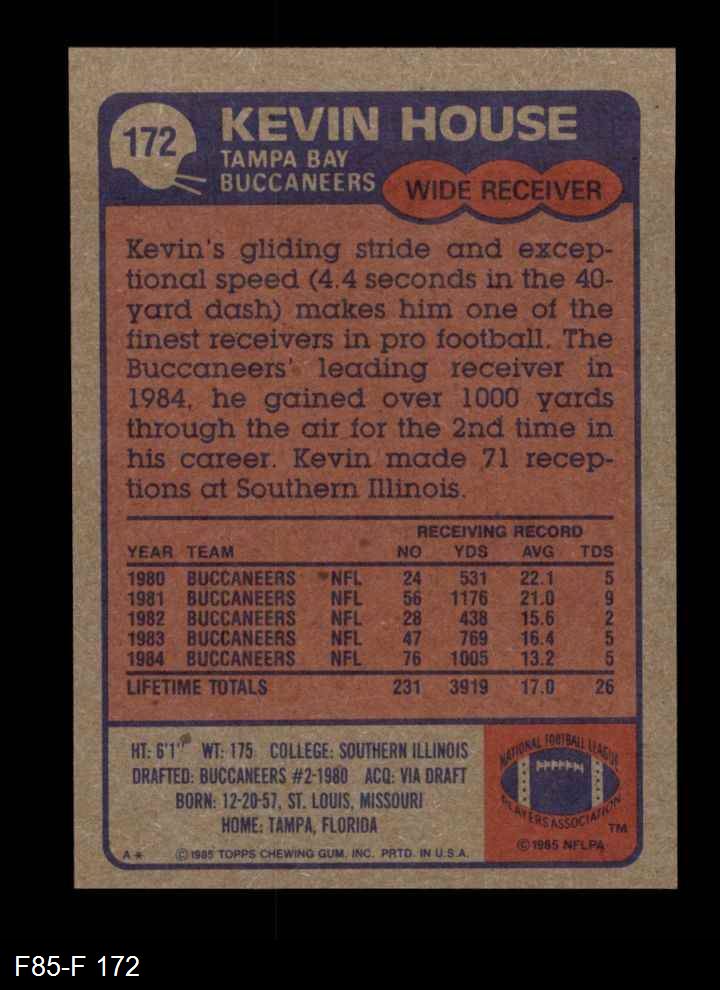 172
KEVIN HOUSE
TAMPA BAY
BUCCANEERS
WIDE RECEIVER
Kevin's gliding stride and excep-
tional speed (4.4 seconds in the 40-
yard dash) makes him one of the
finest receivers in pro football. The
Buccaneers' leading receiver in
1984, he gained over 1000 yards
through the air for the 2nd time in
his career. Kevin made 71 recep-
tions at Southern Illinois.
RECEIVING RECORD
YEAR TEAM NO YDS AVG TDS
1980 BUCCANEERS NFL 24 531 22.1 5
1981 BUCCANEERS NFL 56 1176 21.0 9
1982 BUCCANEERS NFL 28 438 15.6 2
1983 BUCCANEERS NFL 47 769 16.4 5
1984 BUCCANEERS NFL 76 1005 13.2 5
LIFETIME TOTALS 231 3919 17.0 26
HT: 6'1" WT: 175 COLLEGE: SOUTHERN ILLINOIS
DRAFTED: BUCCANEERS #2-1980 ACQ: VIA DRAFT
BORN: 12-20-57, ST. LOUIS, MISSOURI
HOME: TAMPA, FLORIDA
A* ©1985 TOPPS CHEWING GUM, INC. PRTD. IN U.S.A.
NATIONAL FOOTBALL LEAGUE
PLAYERS ASSOCIATION
TM
©1985 NFLPA
F85-F 172